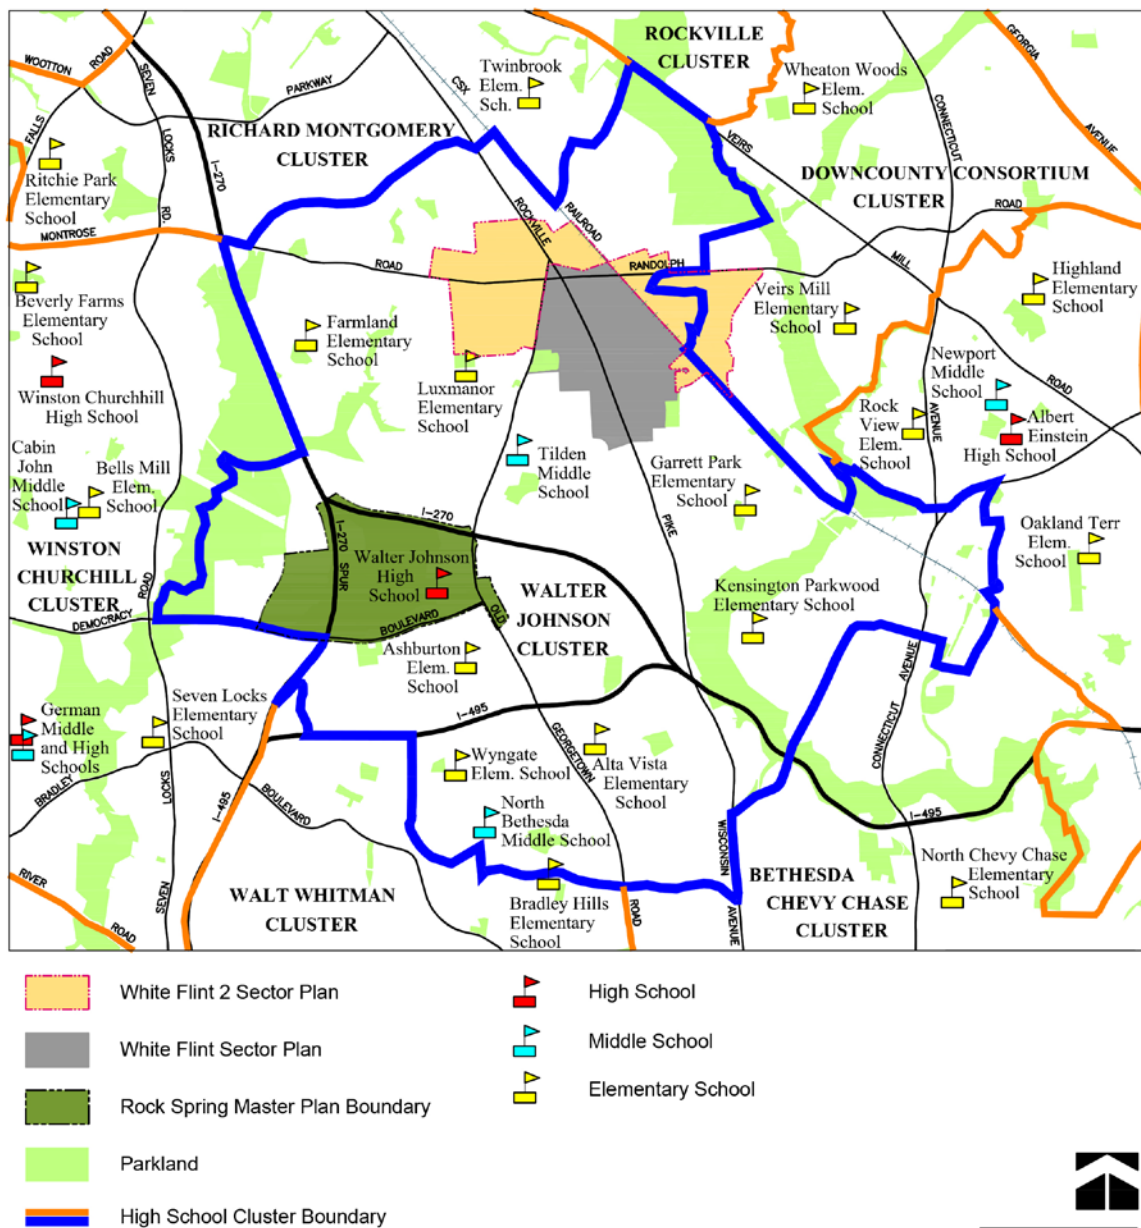 ROCKVILLE
CLUSTER
GEORGIA
AVENUE
WOOTTON
ROAD
SEVEN
LOCKS
RD.
PARKWAY
CSX
RAILROAD
Twinbrook
Elem.
Sch.
Wheaton Woods
Elem.
School
CONNECTICUT
AVENUE
FALLS
I-270
RICHARD MONTGOMERY
CLUSTER
VEIRS
MILL
ROAD
DOWNCOUNTY CONSORTIUM
CLUSTER
Ritchie Park
Elementary
School
MONTROSE
ROAD
ROCKVILLE
PIKE
RANDOLPH
ROAD
Beverly Farms
Elementary
School
Farmland
Elementary
School
Veirs Mill
Elementary
School
Highland
Elementary
School
Winston Churchhill
High School
Luxmanor
Elementary
School
Newport
Middle
School
Rock
View
Elem.
School
Albert
Einstein
High School
Cabin
John
Middle
School
Bells Mill
Elem.
School
Tilden
Middle
School
Garrett Park
Elementary
School
I-270
I-270 SPUR
Oakland Terr
Elem.
School
WINSTON
CHURCHILL
CLUSTER
ROAD
DEMOCRACY
BOULEVARD
Walter Johnson
High
School
OLD
GEORGETOWN
ROAD
WALTER
JOHNSON
CLUSTER
Kensington Parkwood
Elementary School
Ashburton
Elem.
School
CONNECTICUT
AVENUE
Seven Locks
Elementary
School
German
Middle
and High
Schools
BRADLEY
BOULEVARD
LOCKS
SEVEN
I-495
I-495
I-495
Wyngate
Elem. School
Alta Vista
Elementary
School
North
Bethesda
Middle School
WISCONSIN
AVENUE
RIVER
ROAD
WALT WHITMAN
CLUSTER
Bradley Hills
Elementary
School
BETHESDA
CHEVY CHASE
CLUSTER
North Chevy Chase
Elementary
School
White Flint 2 Sector Plan
White Flint Sector Plan
Rock Spring Master Plan Boundary
Parkland
High School Cluster Boundary
High School
Middle School
Elementary School